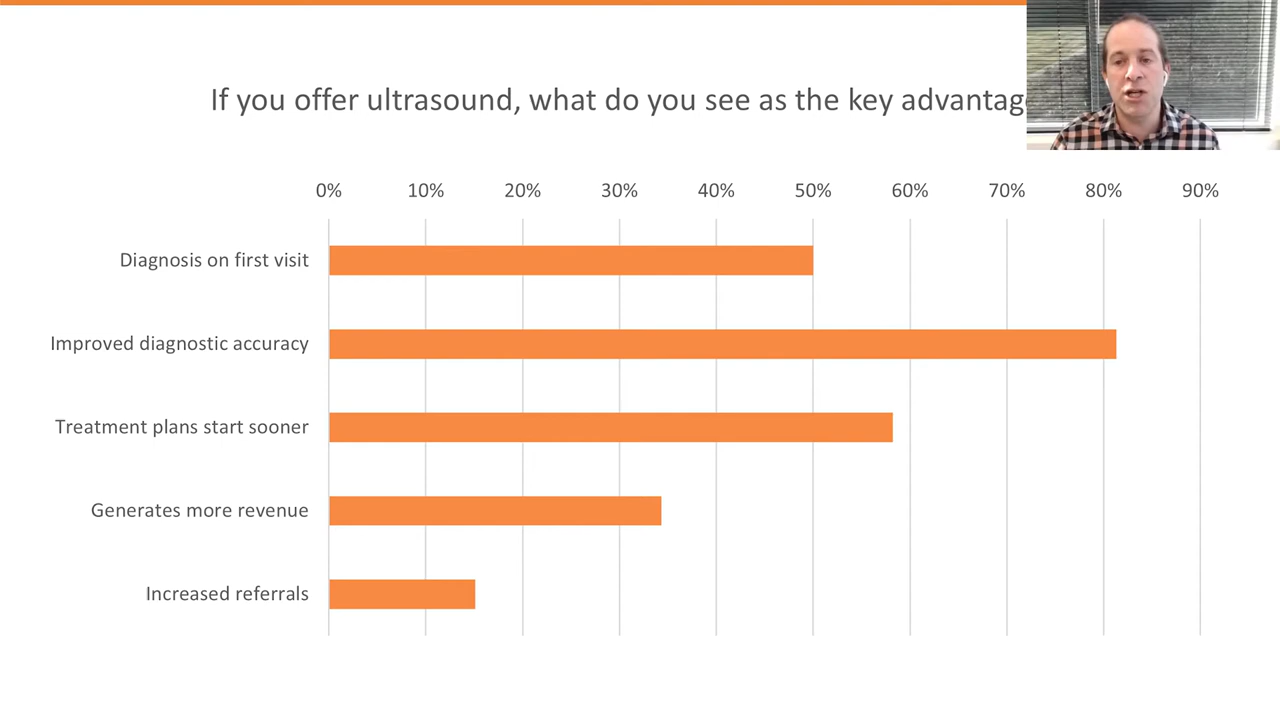 If you offer ultrasound, what do you see as the key
0% 10% 20% 30% 40% 50% 60% 70% 80% 90%
Diagnosis on first visit
Improved diagnostic accuracy
Treatment plans start sooner
Generates more revenue
Increased referrals